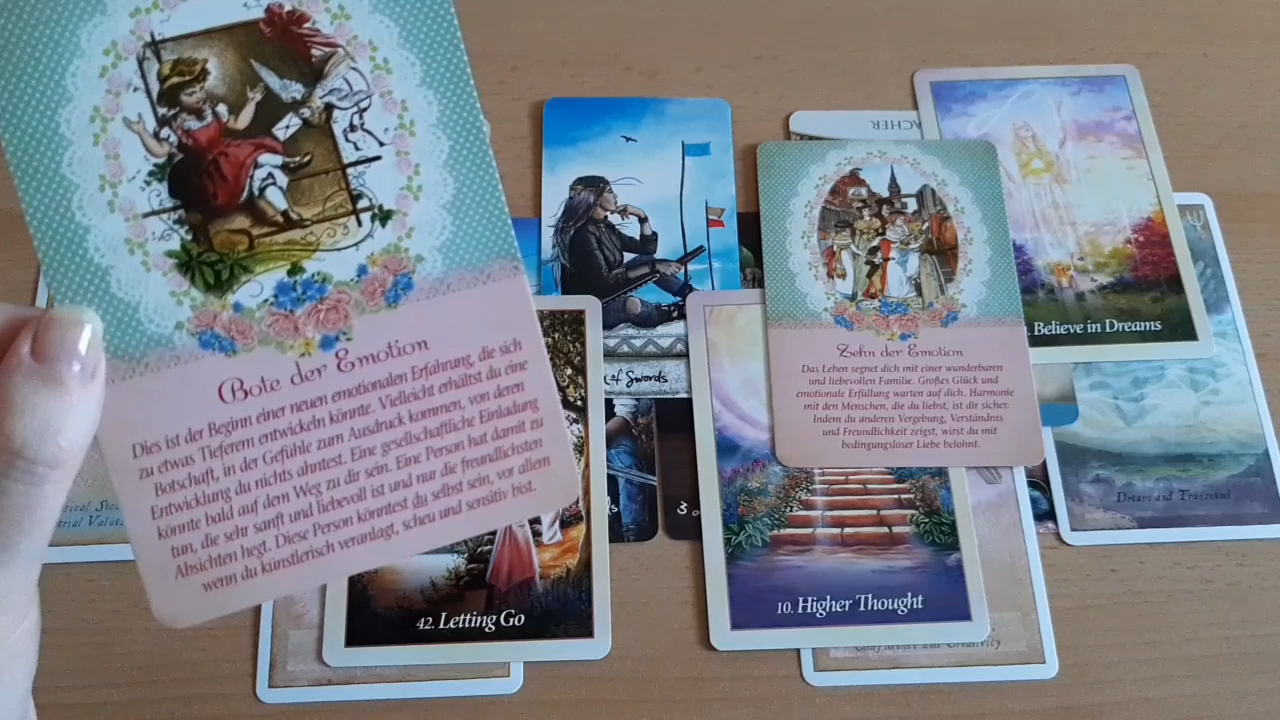 Bote der Emotion
Dies ist der Beginn einer neuen emotionalen Erfahrung, die sich
zu etwas Tieferem entwickeln könnte. Vielleicht erhältst du eine
Botschaft, in der Gefühle zum Ausdruck kommen, von deren
Entwicklung du nichts ahntest. Eine gesellschaftliche Einladung
könnte bald auf dem Weg zu dir sein. Eine Person hat damit zu
tun, die sehr sanft und liebevoll ist und nur die freundlichsten
Absichten hegt. Diese Person könntest du selbst sein, vor allem
wenn du künstlerisch veranlagt, scheu und sensitiv bist.
of Swords
ACHER
Zehn der Emotion
Das Leben segnet dich mit einer wunderbaren
und liebevollen Familie. Großes Glück und
emotionale Erfüllung warten auf dich. Harmonie
mit den Menschen, die du liebst, ist dir sicher.
Indem du anderen Vergebung, Verständnis
und Freundlichkeit zeigst, wirst du mit
bedingungsloser Liebe belohnt.
Believe in Dreams
Dream and Transcend
42. Letting Go
10. Higher Thought
Confidence and Creativity
3